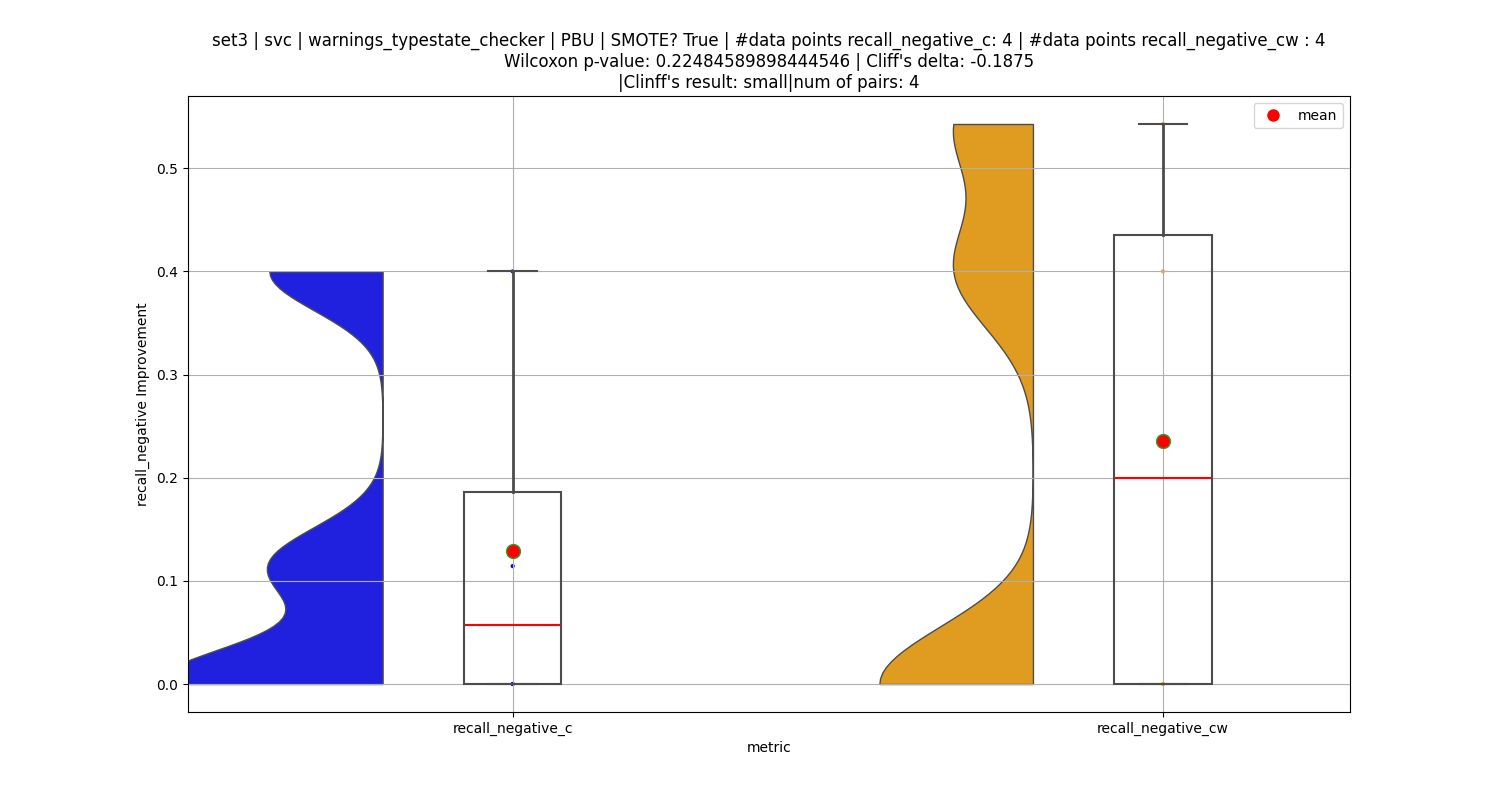 set3 | svc | warnings_typestate_checker | PBU | SMOTE? True | #data points recall_negative_c: 4 | #data points recall_negative_cw : 4
Wilcoxon p-value: 0.22484589898444546 | Cliff's delta: -0.1875
|Clinff's result: small|num of pairs: 4
mean
0.5
0.4
0.3
0.2
0.1
0.0
recall_negative Improvement
recall_negative_c
recall_negative_cw
metric